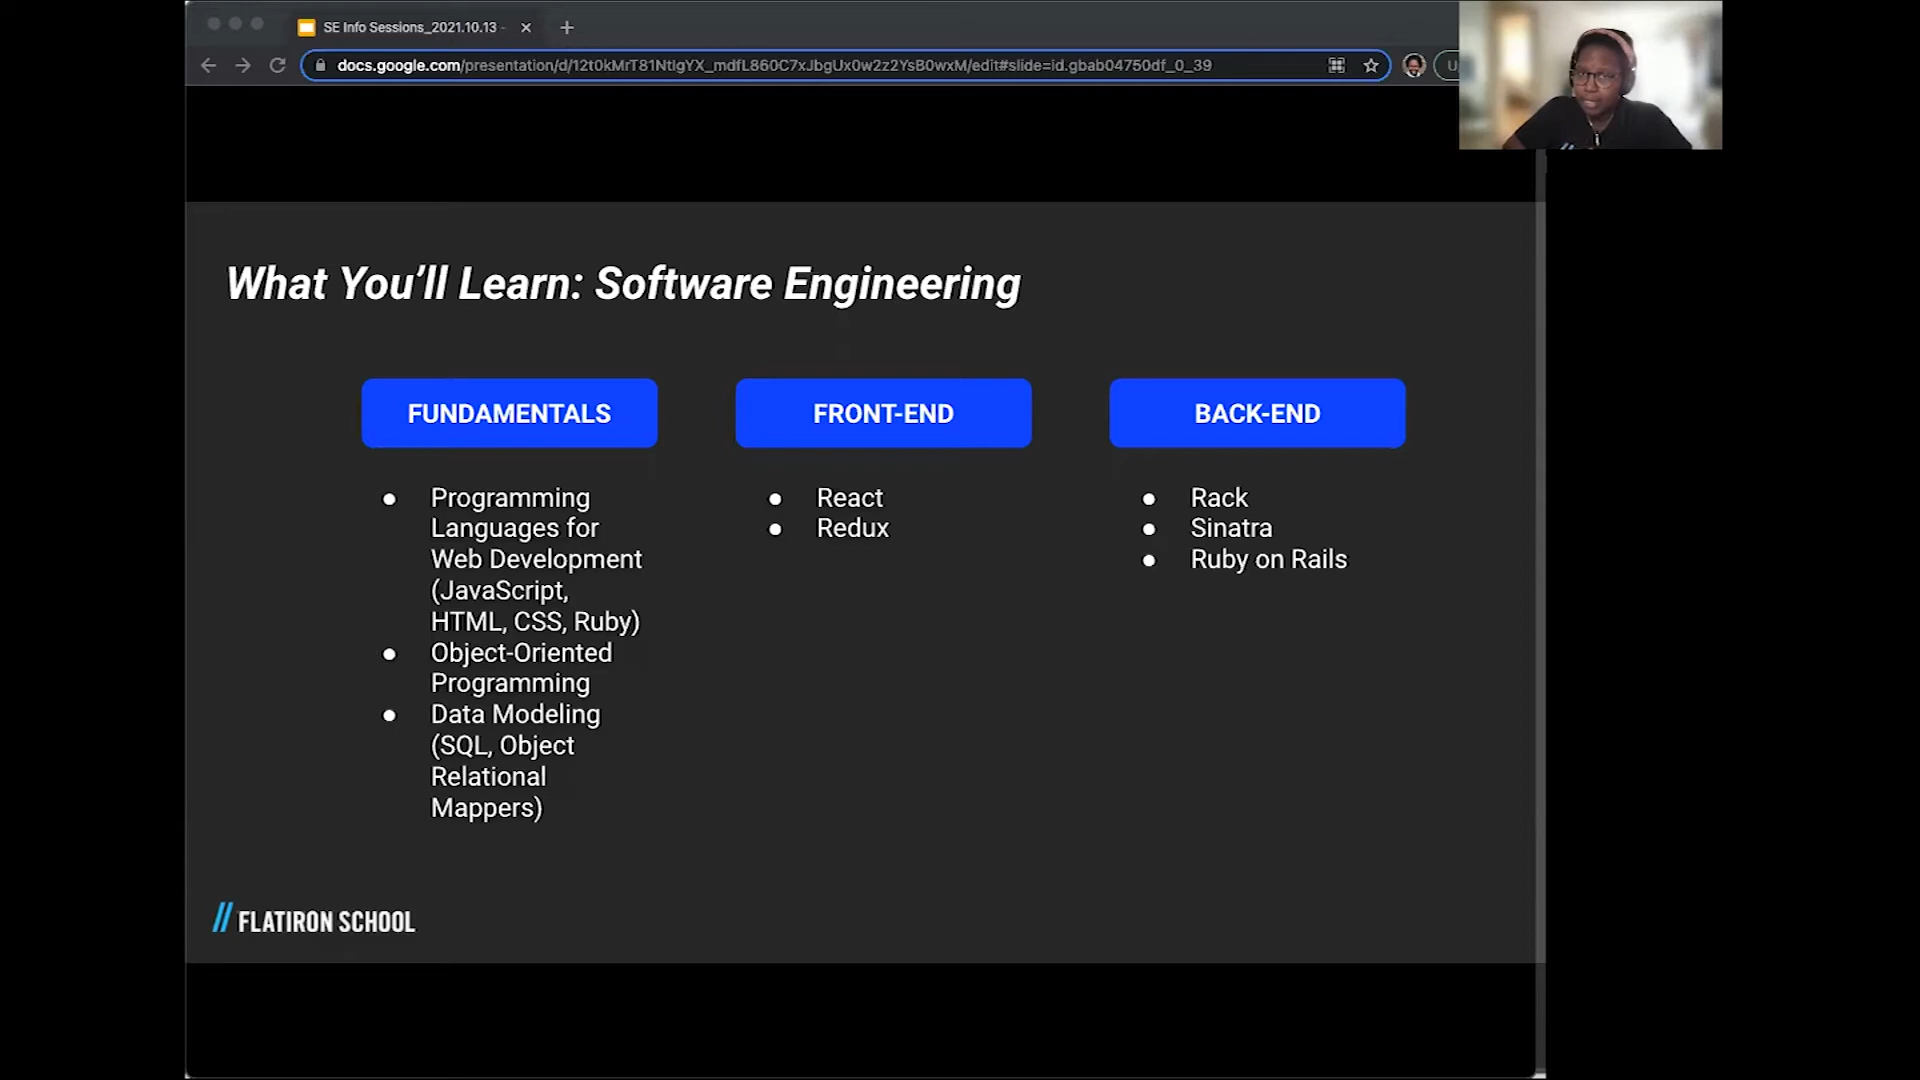 SE Info Sessions_2021.10.13 -
docs.google.com/presentation/d/12t0kMrT81NtlgYX_mdfL860C7xJbgUx0w2z2YsB0wxM/edit#slide=id.gbab04750df_0_39
U
What You’ll Learn: Software Engineering
FUNDAMENTALS
● Programming
Languages for
Web Development
(JavaScript,
HTML, CSS, Ruby)
● Object-Oriented
Programming
● Data Modeling
(SQL, Object
Relational
Mappers)
FRONT-END
● React
● Redux
BACK-END
● Rack
● Sinatra
● Ruby on Rails
// FLATIRON SCHOOL